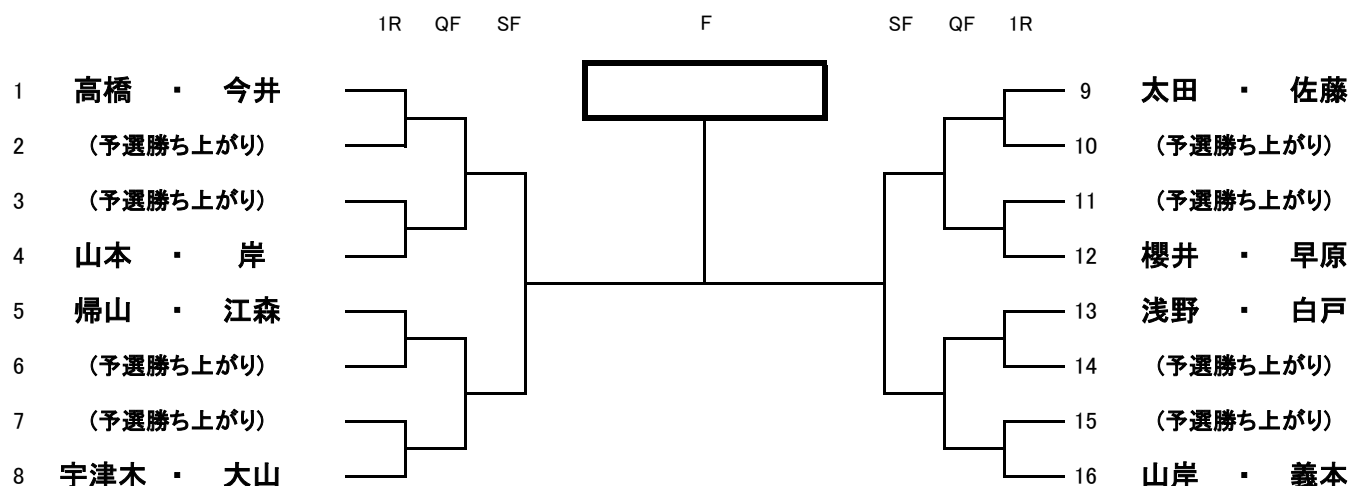 1R QF SF F SF QF 1R
1 高橋 ・ 今井 9 太田 ・ 佐藤
2 (予選勝ち上がり) 10 (予選勝ち上がり)
3 (予選勝ち上がり) 11 (予選勝ち上がり)
4 山本 ・ 岸 12 櫻井 ・ 早原
5 帰山 ・ 江森 13 浅野 ・ 白戸
6 (予選勝ち上がり) 14 (予選勝ち上がり)
7 (予選勝ち上がり) 15 (予選勝ち上がり)
8 宇津木 ・ 大山 16 山岸 ・ 義本